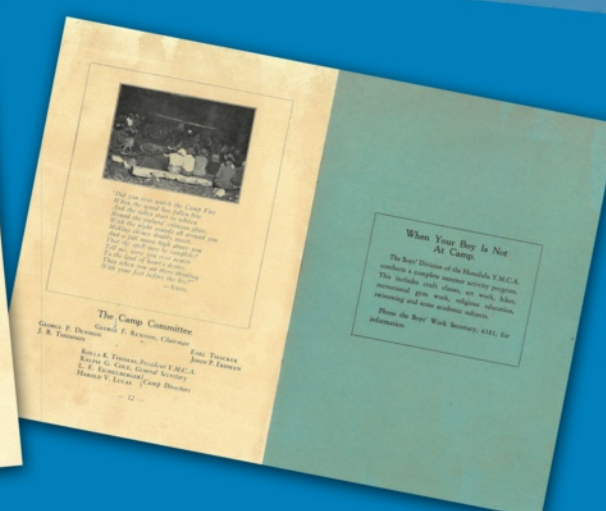 "Did you ever watch the Camp Fire
When the wood has fallen low
And the ashes start to whiten
Round the embers' crimson glow,
With the night sounds all around you
Making silence doubly sweet,
And a full moon high above you
That the spell may be complete?
Tell me, were you ever nearer
To the land of heart's desire
Than when you sat there thinking
With your feet before the fire?"
The Camp Committee
GEORGE F. RENTON, Chairman
GEORGE P. DENISON EARL THACKER
J. R. THOMSON JOHN P. ERDMAN
ROLLA K. THOMAS, President Y.M.C.A.
RALPH G. COLE, General Secretary
L. E. EICHELBERGER
HAROLD V. LUCAS Camp Directors
— 12 —
When Your Boy Is Not
At Camp.
The Boys' Division of the Honolulu Y.M.C.A.
conducts a complete summer activity program.
This includes craft classes, art work, hikes,
recreational gym work, religious education,
swimming and some academic subjects.
Phone the Boys' Work Secretary, 6181, for
information.